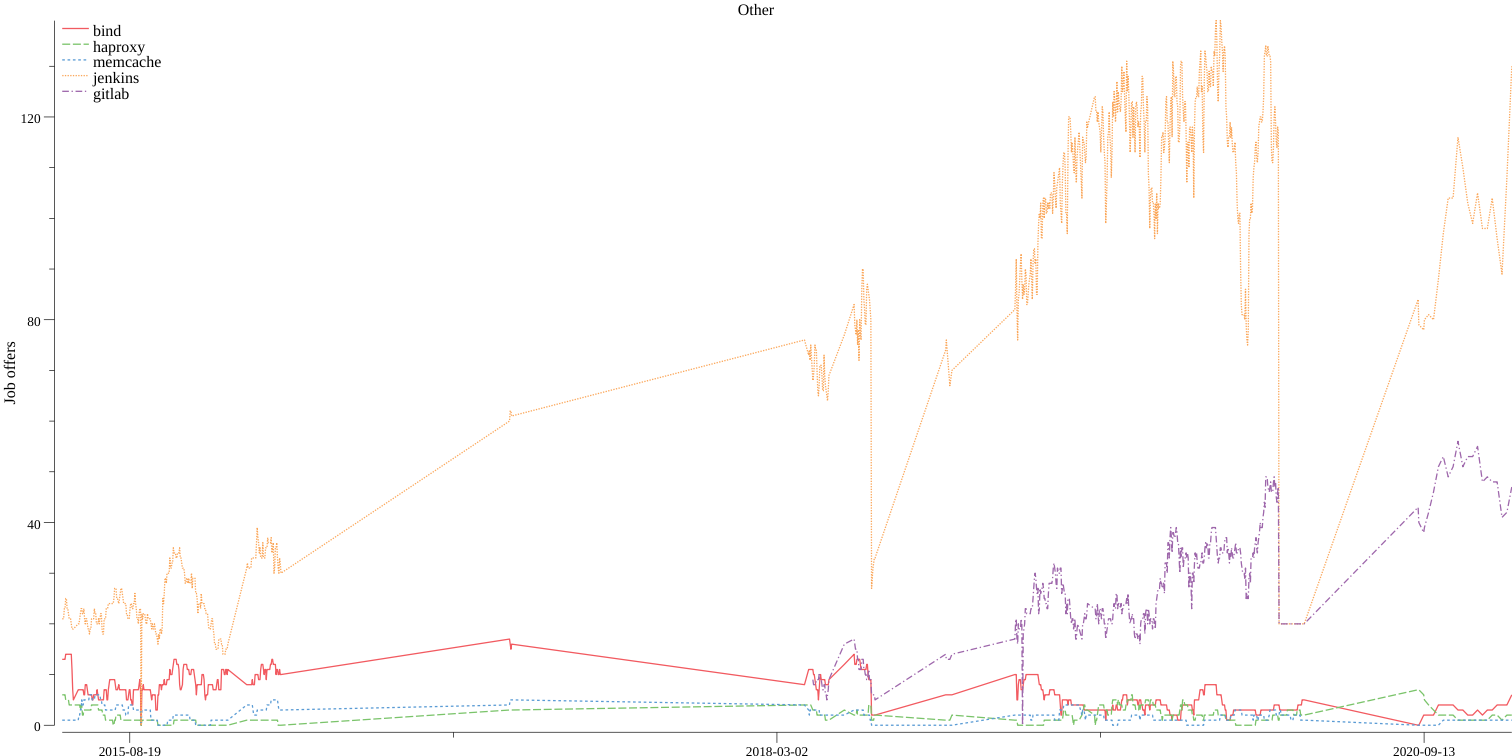 Other
bind
haproxy
memcache
jenkins
gitlab
120
80
40
0
Job offers
2015-08-19
2018-03-02
2020-09-13